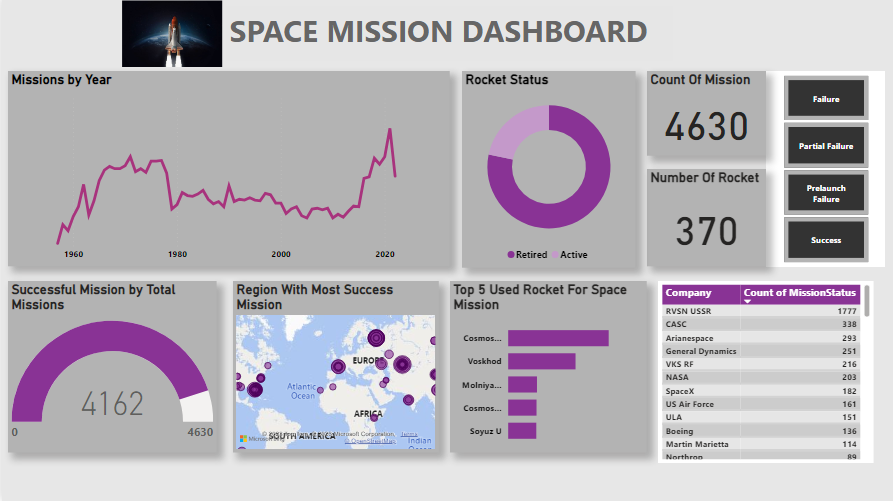 SPACE MISSION DASHBOARD
Missions by Year
1960 1980 2000 2020
Rocket Status
Retired Active
Count Of Mission
4630
Number Of Rocket
370
Failure
Partial Failure
Prelaunch
Failure
Success
Successful Mission by Total
Missions
4162
0 4630
Region With Most Success
Mission
EUROPE
Atlantic
Ocean
AFRICA
SOUTH AMERICA
Indian
Ocean
Microsoft Corporation Terms
© OpenStreetMap
Top 5 Used Rocket For Space
Mission
Cosmos...
Voskhod
Molniya...
Cosmos...
Soyuz U
Company Count of MissionStatus
RVSN USSR 1777
CASC 338
Arianespace 293
General Dynamics 251
VKS RF 216
NASA 203
SpaceX 182
US Air Force 161
ULA 151
Boeing 136
Martin Marietta 114
Northrop 89